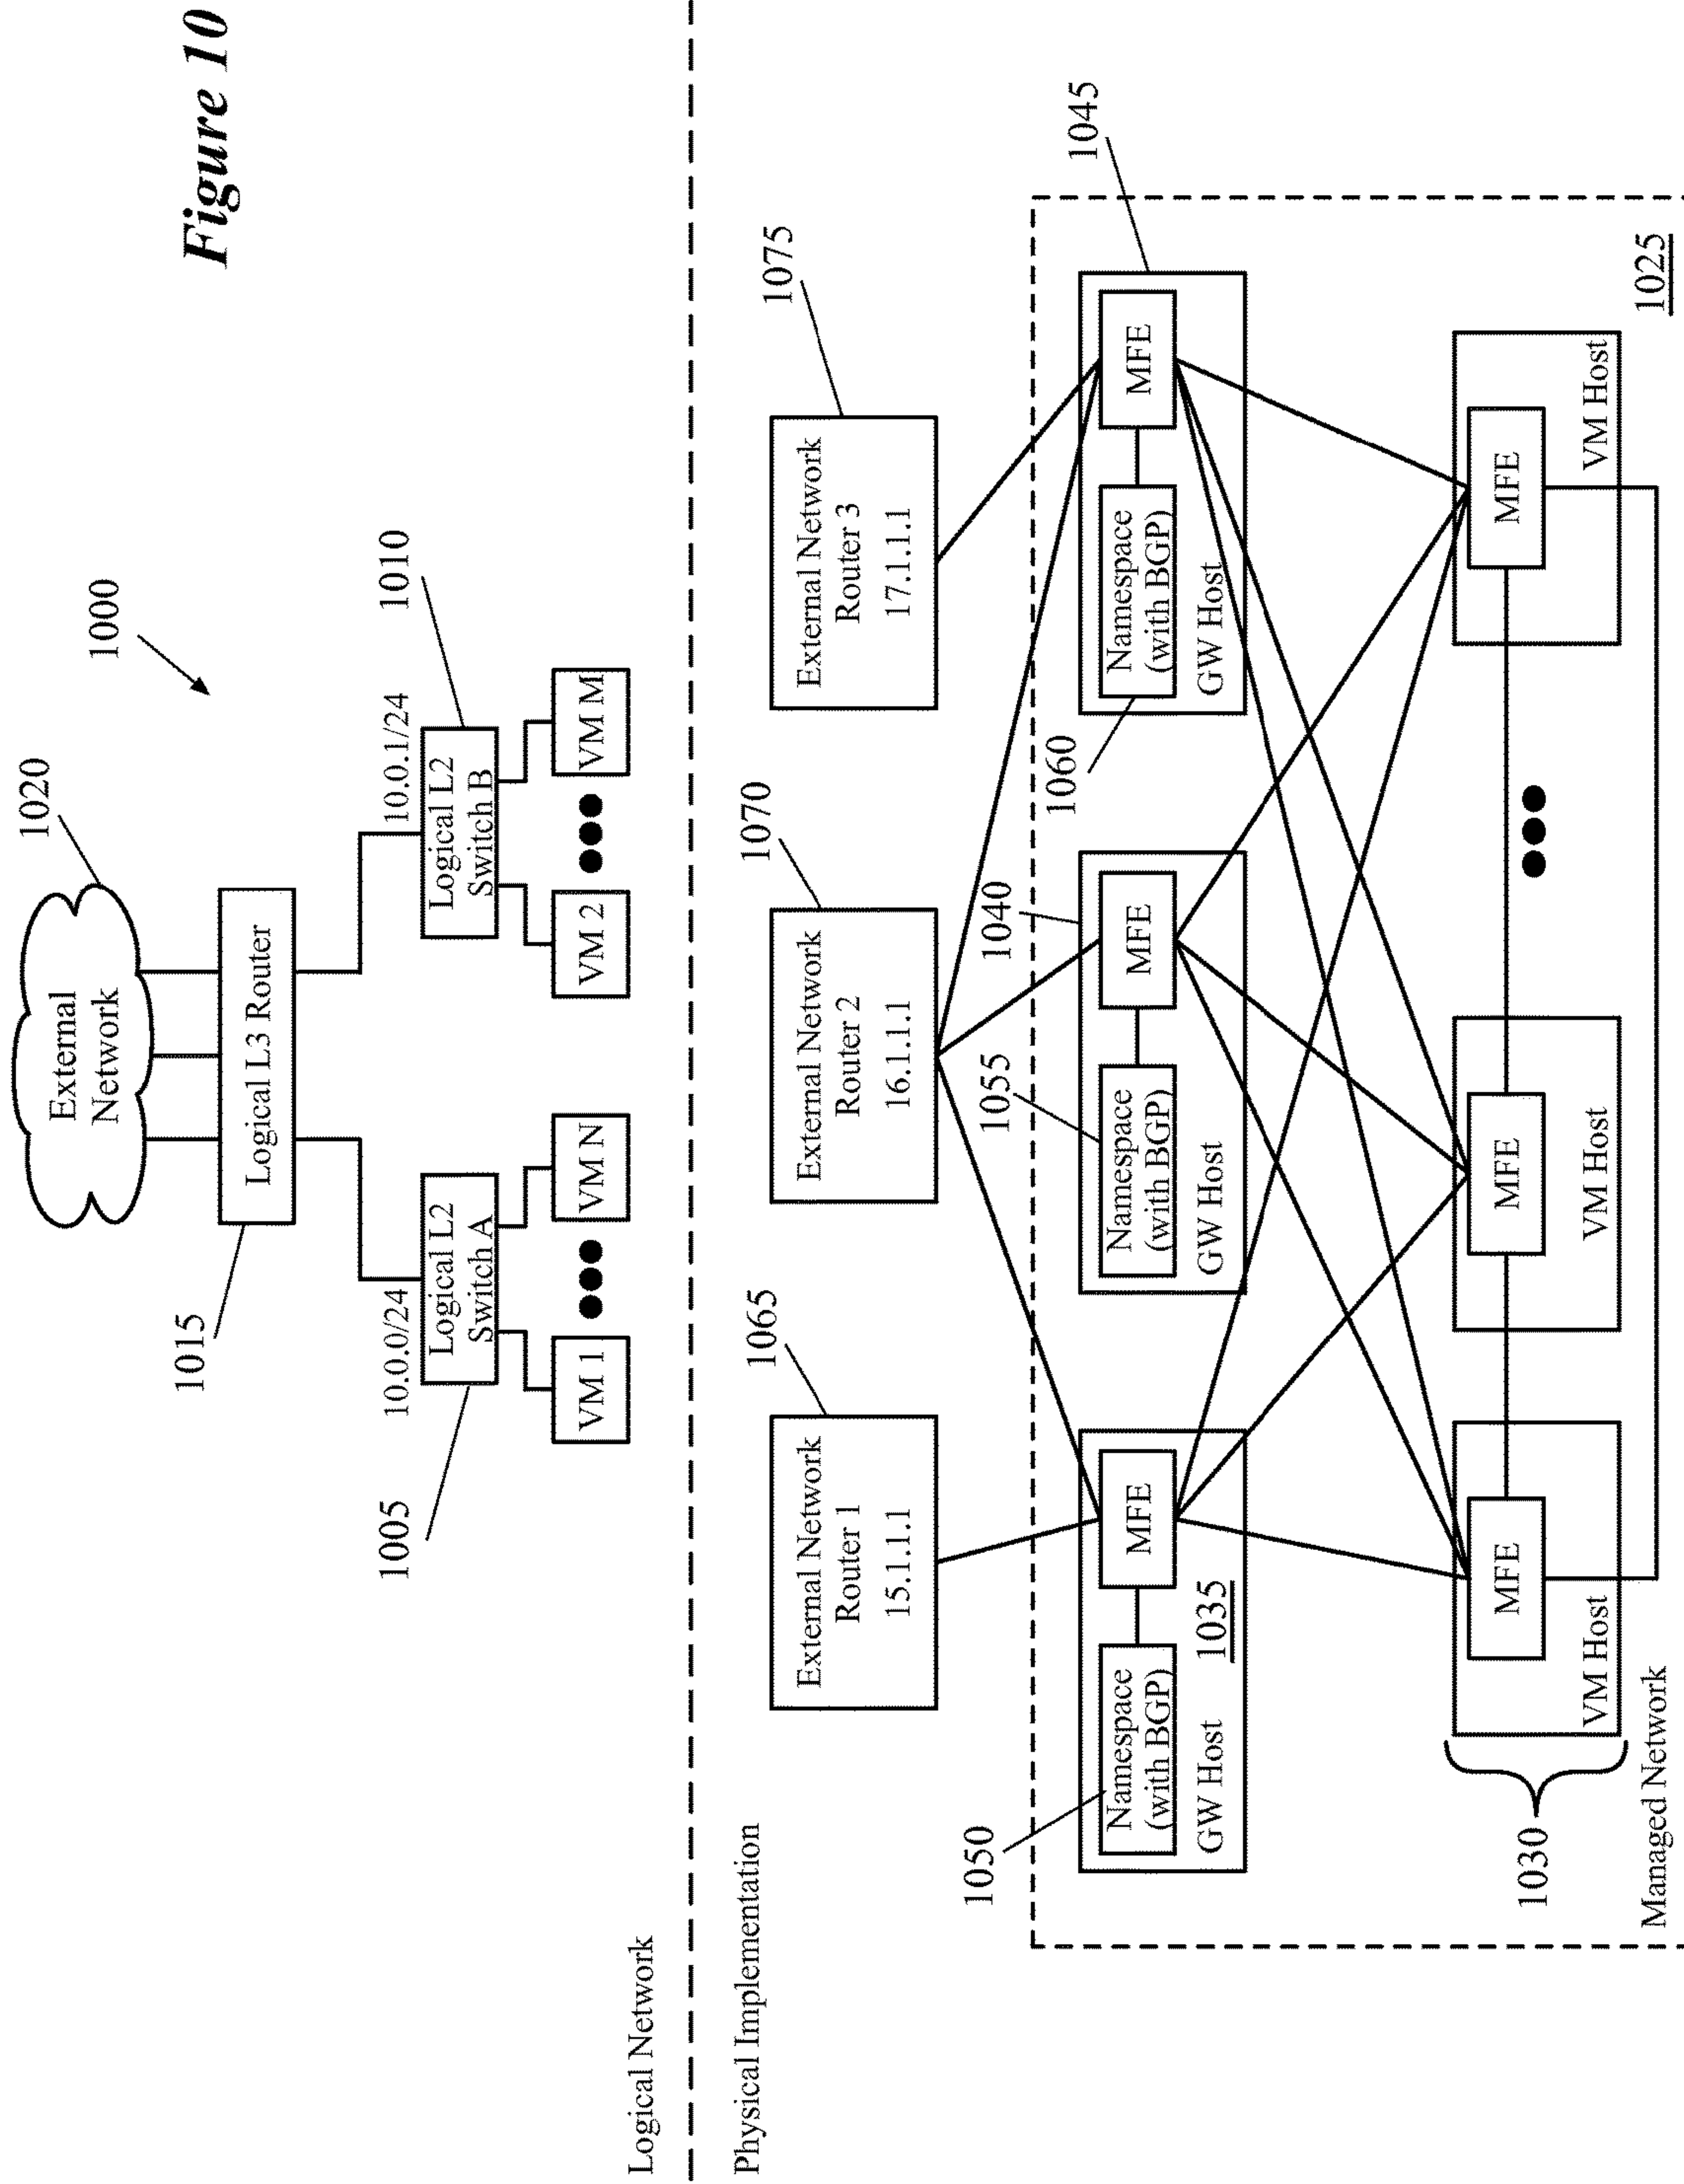 Figure 10
1000
1020
External
Network
1015
Logical L3 Router
10.0.0/24
10.0.1/24
1005
Logical L2
Switch A
Logical L2
Switch B
1010
VM 1
VM N
VM 2
VM M
Logical Network
Physical Implementation
1065
1070
1075
External Network
Router 1
15.1.1.1
External Network
Router 2
16.1.1.1
External Network
Router 3
17.1.1.1
1050
1055
1040
1060
1045
Namespace
(with BGP)
MFE
GW Host
1035
Namespace
(with BGP)
MFE
GW Host
Namespace
(with BGP)
MFE
GW Host
1030
MFE
VM Host
MFE
VM Host
MFE
VM Host
Managed Network
1025